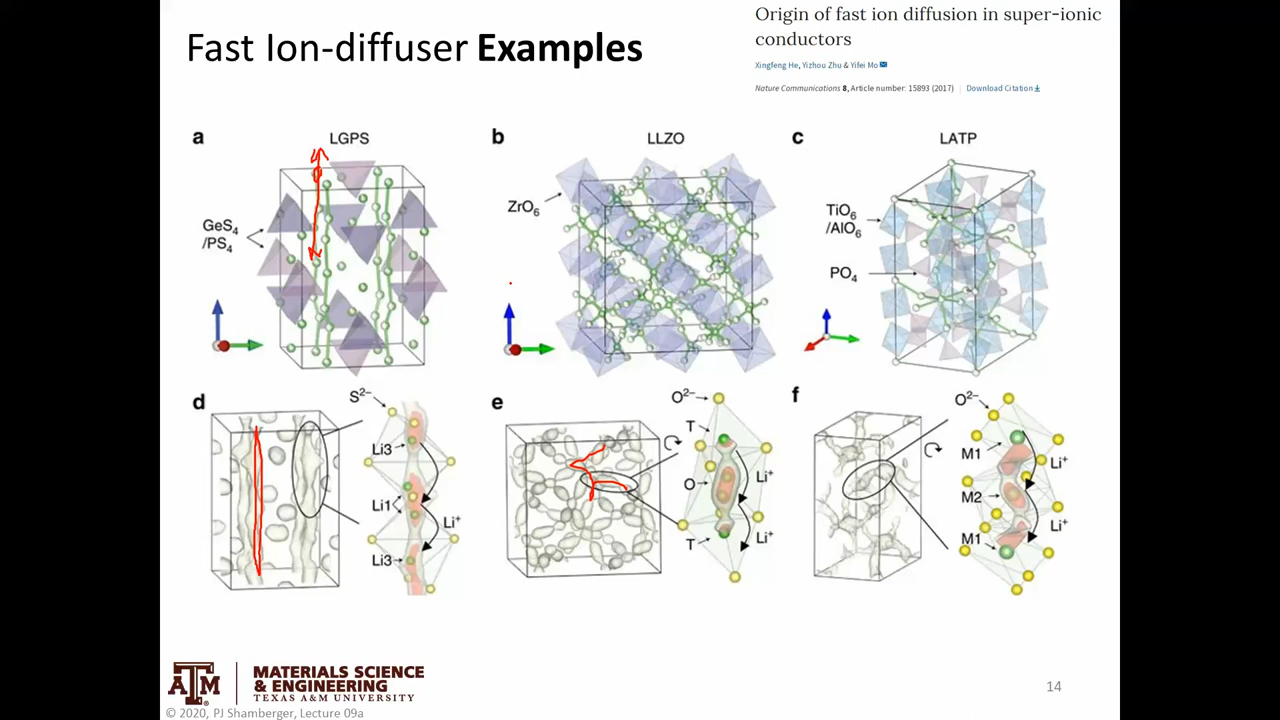 Fast Ion-diffuser Examples
Origin of fast ion diffusion in super-ionic
conductors
Xingfeng He, Yizhou Zhu & Yifei Mo
Nature Communications 8, Article number: 15893 (2017) | Download Citation
a
LGPS
GeS4
/PS4
b
LLZO
ZrO6
c
LATP
TiO6
/AlO6
PO4
d
S2-
Li3
Li1
Li+
Li3
e
O2-
T
O
Li+
T
Li+
f
O2-
M1
Li+
M2
Li+
M1
ATM
MATERIALS SCIENCE
& ENGINEERING
TEXAS A&M UNIVERSITY
© 2020, PJ Shamberger, Lecture 09a
14